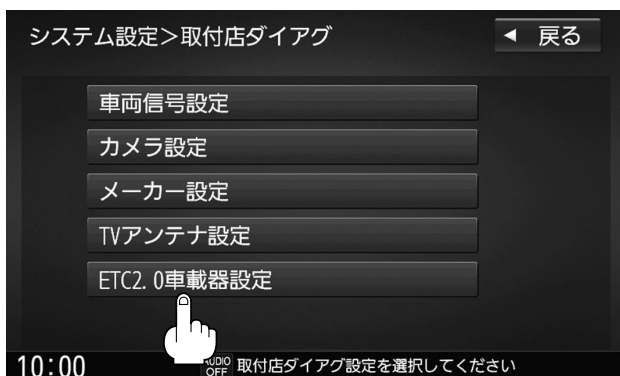 システム設定＞取付店ダイアグ
◀ 戻る
車両信号設定
カメラ設定
メーカー設定
TVアンテナ設定
ETC2.0車載器設定
10:00
AUDIO OFF 取付店ダイアグ設定を選択してください